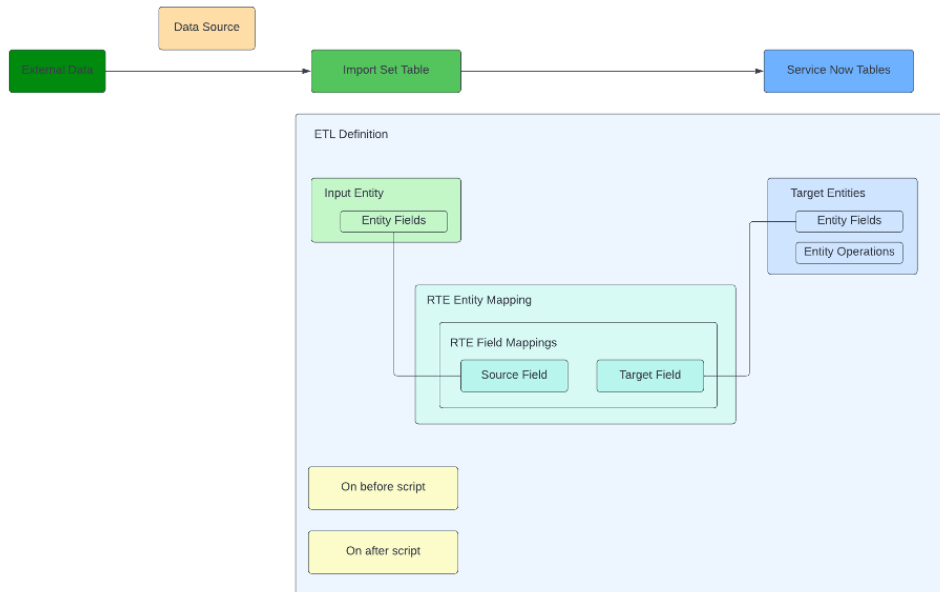 Data Source
External Data
Import Set Table
Service Now Tables
ETL Definition
Input Entity
Entity Fields
Target Entities
Entity Fields
Entity Operations
RTE Entity Mapping
RTE Field Mappings
Source Field
Target Field
On before script
On after script